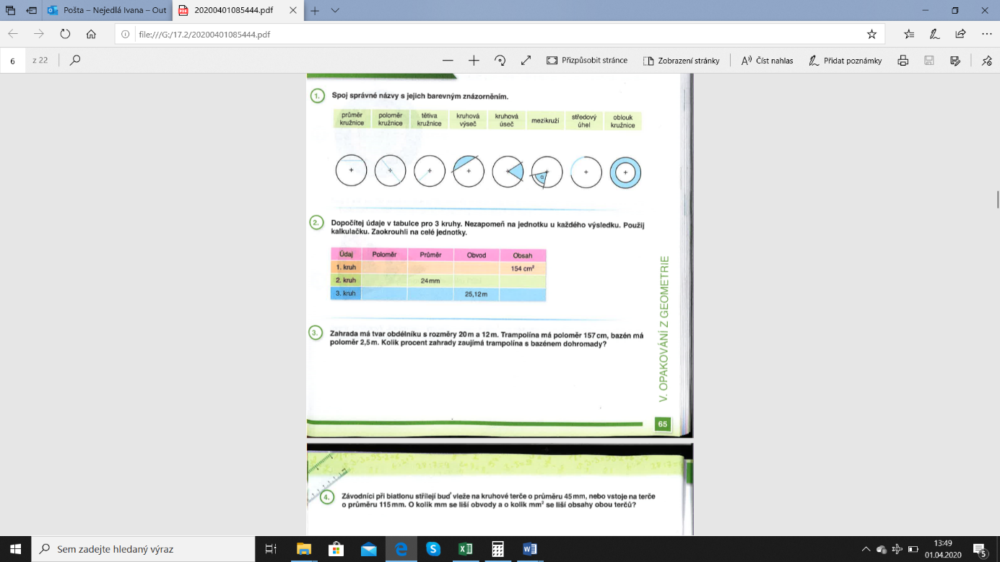 Pošta – Nejedlá Ivana – Out
20200401085444.pdf
file:///G:/17.2/20200401085444.pdf
6 z 22
Přizpůsobit stránce
Zobrazení stránky
Číst nahlas
Přidat poznámky
1. Spoj správné názvy s jejich barevným znázorněním.
průměr kružnice
poloměr kružnice
tětiva kružnice
kruhová výseč
kruhová úseč
mezikruží
středový úhel
oblouk kružnice
α
2. Dopočítej údaje v tabulce pro 3 kruhy. Nezapomeň na jednotku u každého výsledku. Použij
kalkulačku. Zaokrouhli na celé jednotky.
Údaj Poloměr Průměr Obvod Obsah
1. kruh 154 cm²
2. kruh 24 mm
3. kruh 25,12 m
3. Zahrada má tvar obdélníku s rozměry 20 m a 12 m. Trampolína má poloměr 157 cm, bazén má
poloměr 2,5 m. Kolik procent zahrady zaujímá trampolína s bazénem dohromady?
V. OPAKOVÁNÍ Z GEOMETRIE
65
4. Závodníci při biatlonu střílejí buď vleže na kruhové terče o průměru 45 mm, nebo vstoje na terče
o průměru 115 mm. O kolik mm se liší obvody a o kolik mm² se liší obsahy obou terčů?
Sem zadejte hledaný výraz
13:49
01.04.2020
5